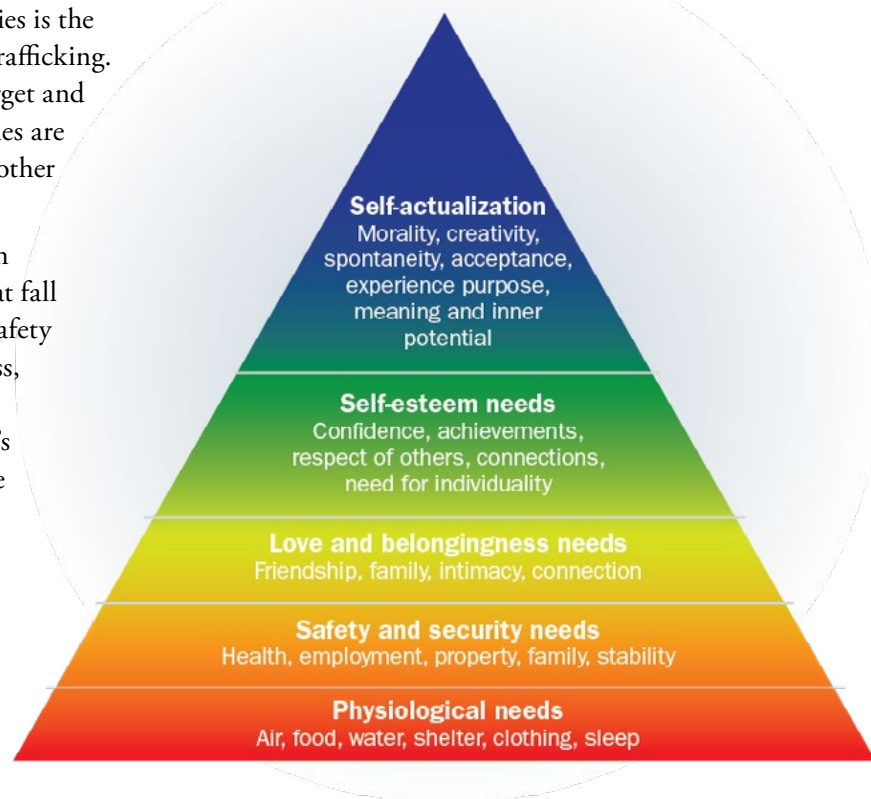 ies is the
rafficking.
rget and
es are
other
n
at fall
afety
ss,
's
e
Self-actualization
Morality, creativity,
spontaneity, acceptance,
experience purpose,
meaning and inner
potential
Self-esteem needs
Confidence, achievements,
respect of others, connections,
need for individuality
Love and belongingness needs
Friendship, family, intimacy, connection
Safety and security needs
Health, employment, property, family, stability
Physiological needs
Air, food, water, shelter, clothing, sleep